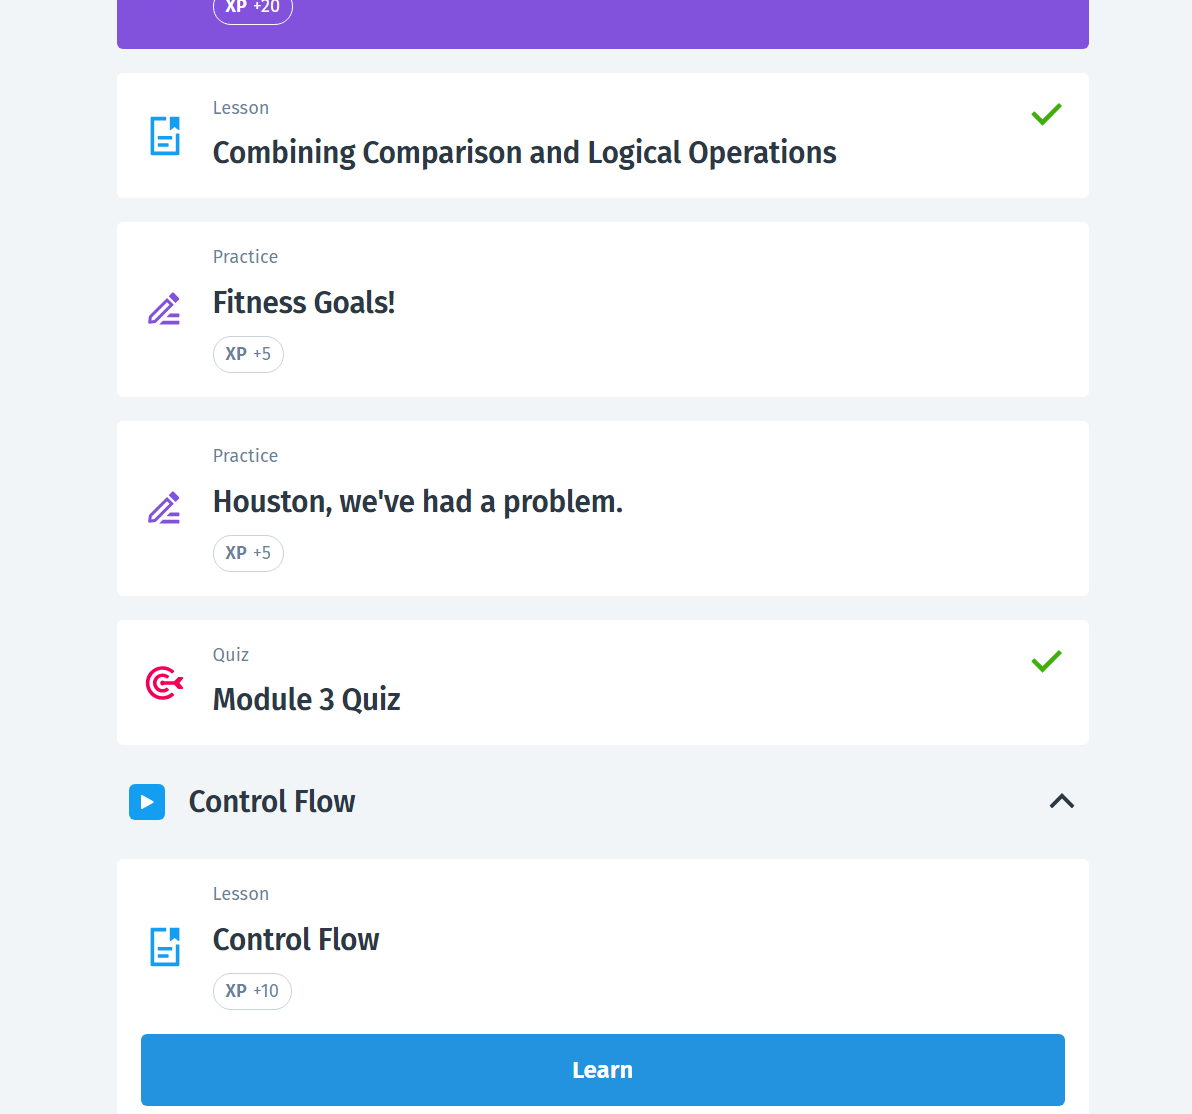 XP +20
Lesson
Combining Comparison and Logical Operations
Practice
Fitness Goals!
XP +5
Practice
Houston, we've had a problem.
XP +5
Quiz
Module 3 Quiz
Control Flow
Lesson
Control Flow
XP +10
Learn